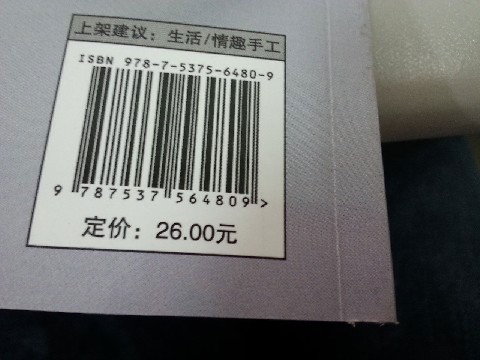 上架建议：生活/情趣手工
ISBN 978-7-5375-6480-9
9 787537 564809 >
定价：26.00元